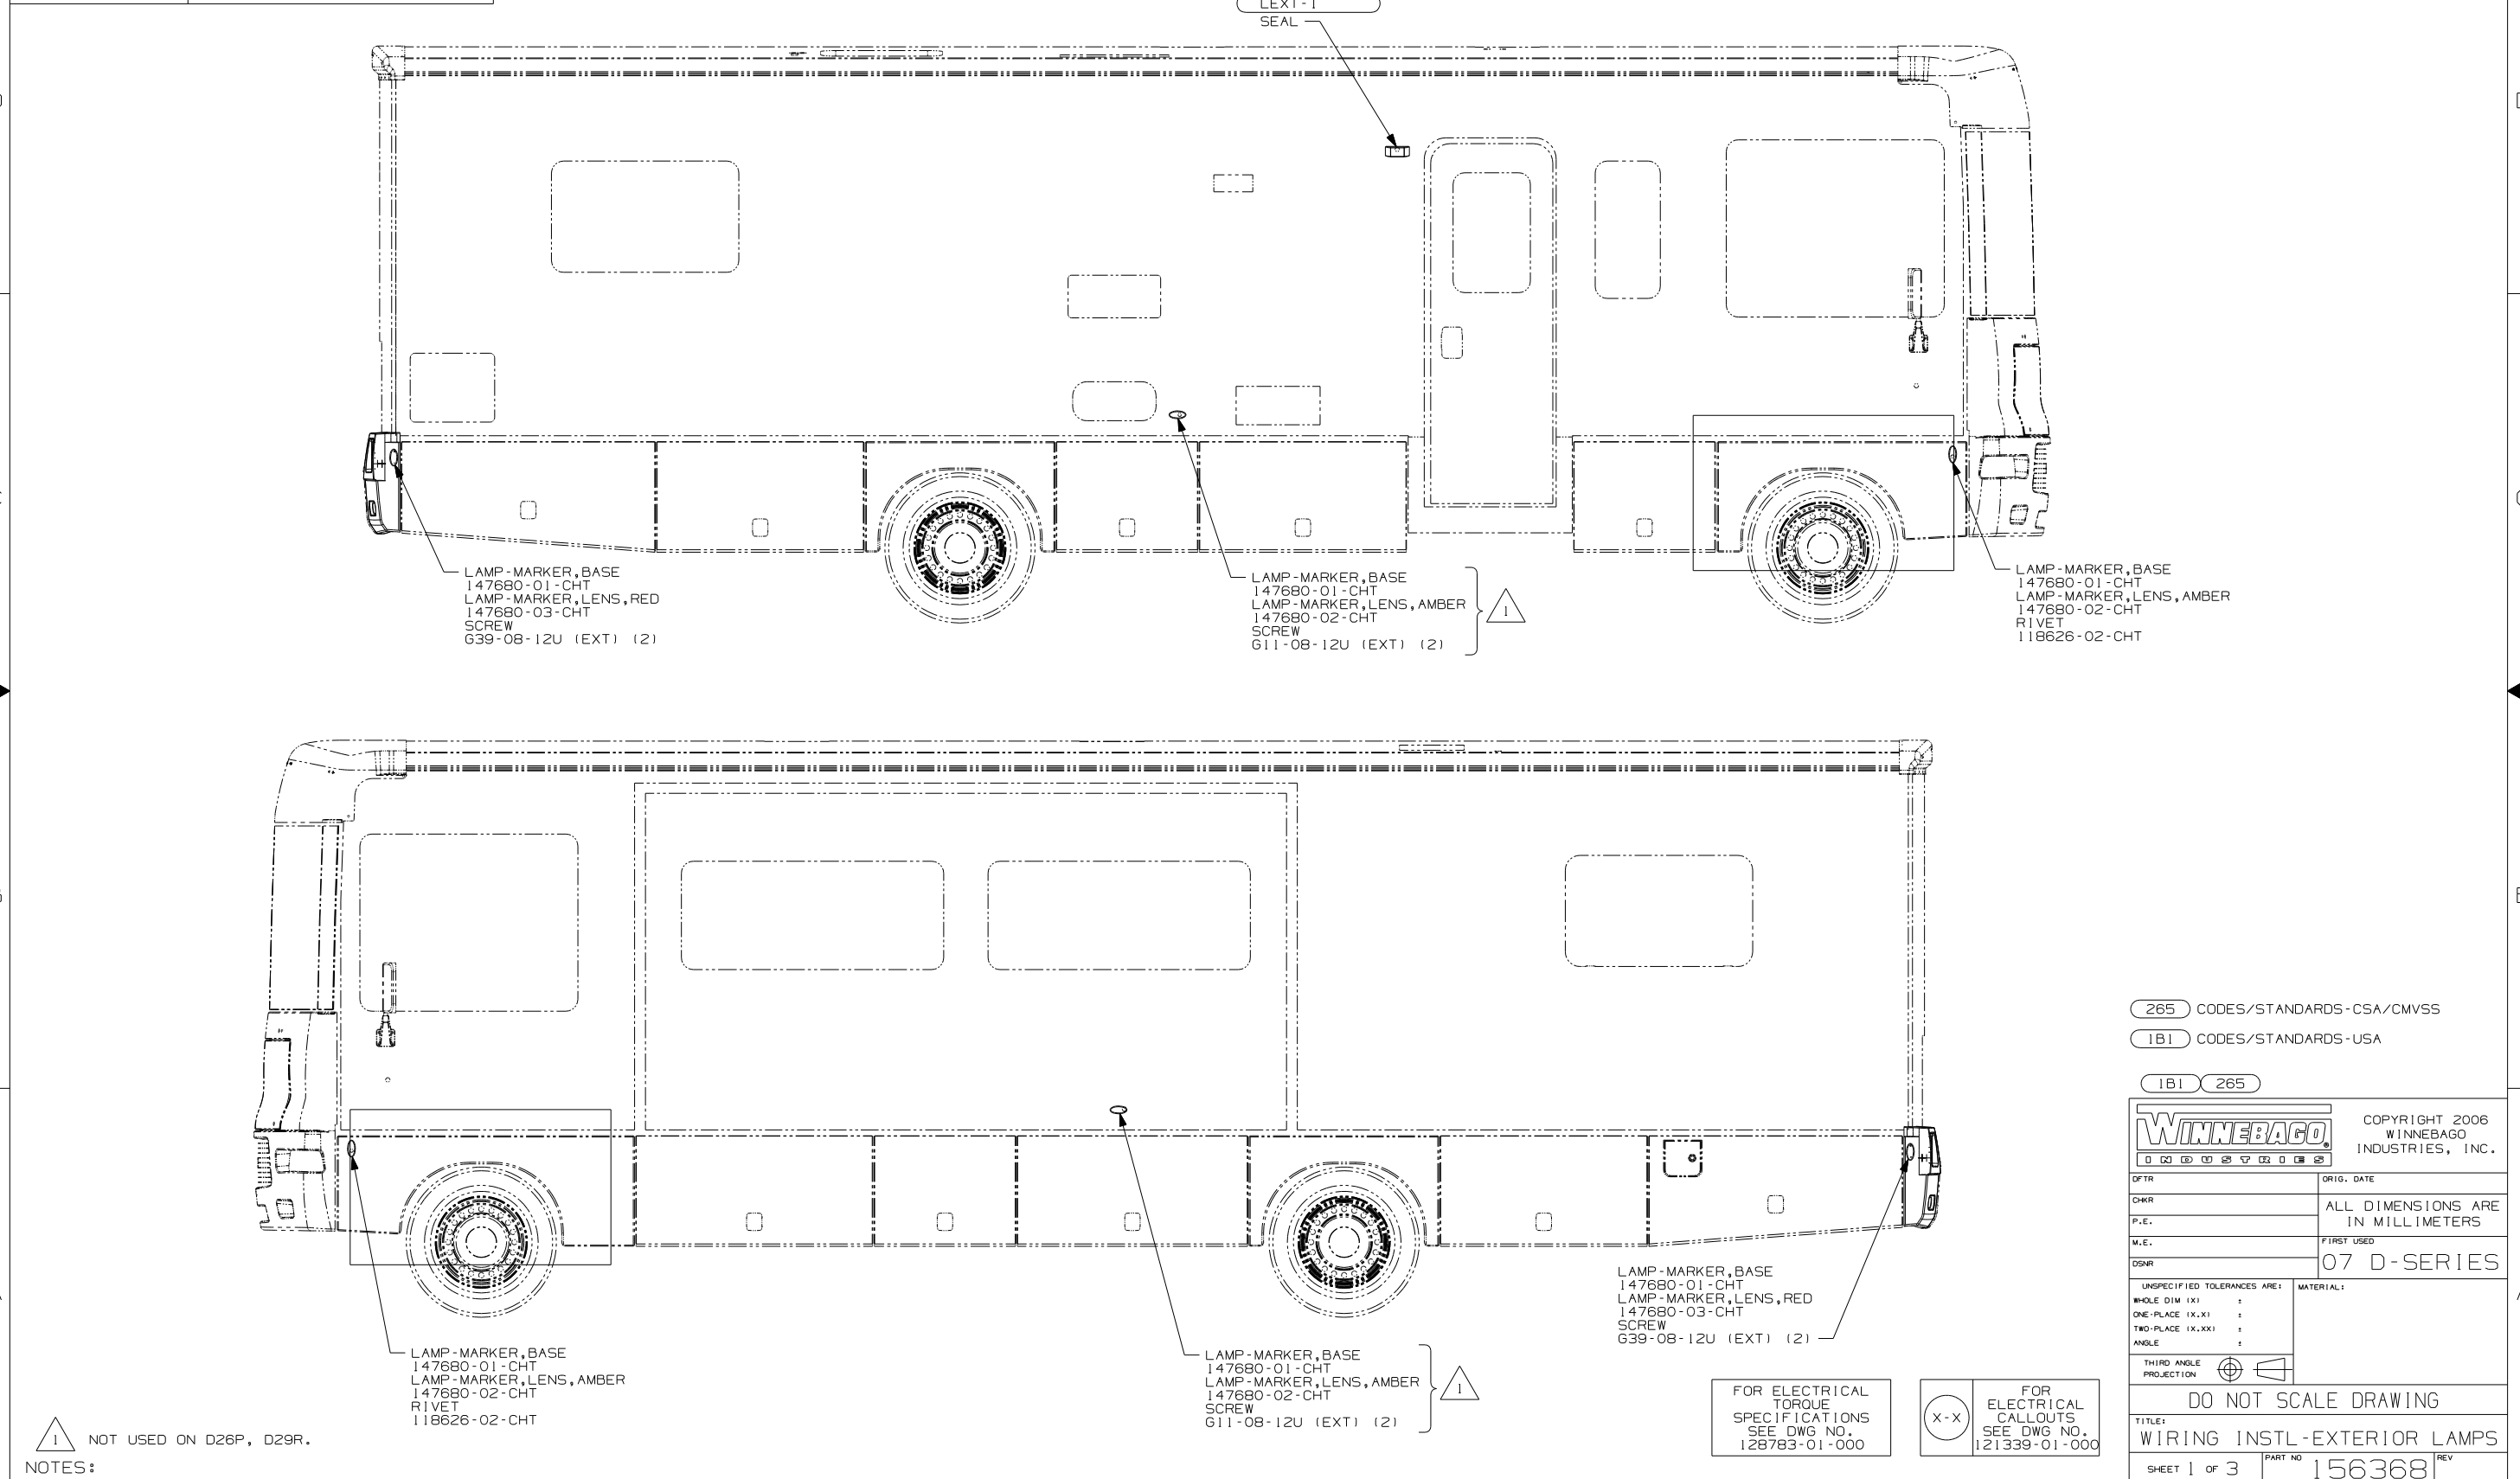 LEXT-1
SEAL
LAMP-MARKER,BASE
147680-01-CHT
LAMP-MARKER,LENS,RED
147680-03-CHT
SCREW
G39-08-12U (EXT) (2)
LAMP-MARKER,BASE
147680-01-CHT
LAMP-MARKER,LENS,AMBER
147680-02-CHT
SCREW
G11-08-12U (EXT) (2)
1
LAMP-MARKER,BASE
147680-01-CHT
LAMP-MARKER,LENS,AMBER
147680-02-CHT
RIVET
118626-02-CHT
LAMP-MARKER,BASE
147680-01-CHT
LAMP-MARKER,LENS,AMBER
147680-02-CHT
RIVET
118626-02-CHT
LAMP-MARKER,BASE
147680-01-CHT
LAMP-MARKER,LENS,AMBER
147680-02-CHT
SCREW
G11-08-12U (EXT) (2)
1
LAMP-MARKER,BASE
147680-01-CHT
LAMP-MARKER,LENS,RED
147680-03-CHT
SCREW
G39-08-12U (EXT) (2)
1 NOT USED ON D26P, D29R.
NOTES:
FOR ELECTRICAL
TORQUE
SPECIFICATIONS
SEE DWG NO.
128783-01-000
X-X
FOR
ELECTRICAL
CALLOUTS
SEE DWG NO.
121339-01-000
265 CODES/STANDARDS-CSA/CMVSS
1B1 CODES/STANDARDS-USA
1B1 265
WINNEBAGO
INDUSTRIES
COPYRIGHT 2006
WINNEBAGO
INDUSTRIES, INC.
DFTR
ORIG. DATE
CHKR
ALL DIMENSIONS ARE
IN MILLIMETERS
P.E.
M.E.
FIRST USED
07 D-SERIES
DSNR
UNSPECIFIED TOLERANCES ARE:
MATERIAL:
WHOLE DIM (X) :
ONE-PLACE (X.X) :
TWO-PLACE (X.XX) :
ANGLE :
THIRD ANGLE
PROJECTION
DO NOT SCALE DRAWING
TITLE:
WIRING INSTL-EXTERIOR LAMPS
SHEET 1 OF 3
PART NO
156368
REV